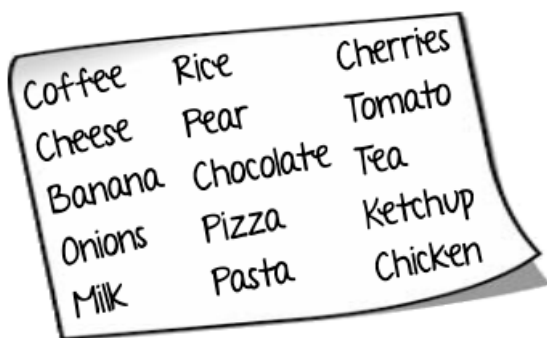 Coffee Rice Cherries
Cheese Pear Tomato
Banana Chocolate Tea
Onions Pizza Ketchup
Milk Pasta Chicken